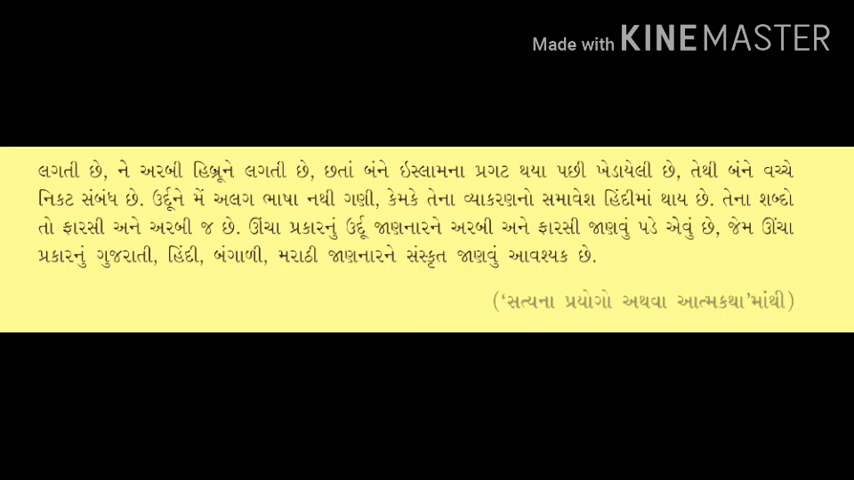 Made with KINEMASTER
લગતી છે, ને અરબી હિબ્રૂને લગતી છે, છતાં બંને ઇસ્લામના પ્રગટ થયા પછી ખેડાયેલી છે, તેથી બંને વચ્ચે
નિકટ સંબંધ છે. ઉર્દૂને મેં અલગ ભાષા નથી ગણી, કેમકે તેના વ્યાકરણનો સમાવેશ હિંદીમાં થાય છે. તેના શબ્દો
તો ફારસી અને અરબી જ છે. ઊંચા પ્રકારનું ઉર્દૂ જાણનારને અરબી અને ફારસી જાણવું પડે એવું છે, જેમ ઊંચા
પ્રકારનું ગુજરાતી, હિંદી, બંગાળી, મરાઠી જાણનારને સંસ્કૃત જાણવું આવશ્યક છે.
(‘સત્યના પ્રયોગો અથવા આત્મકથા’માંથી)